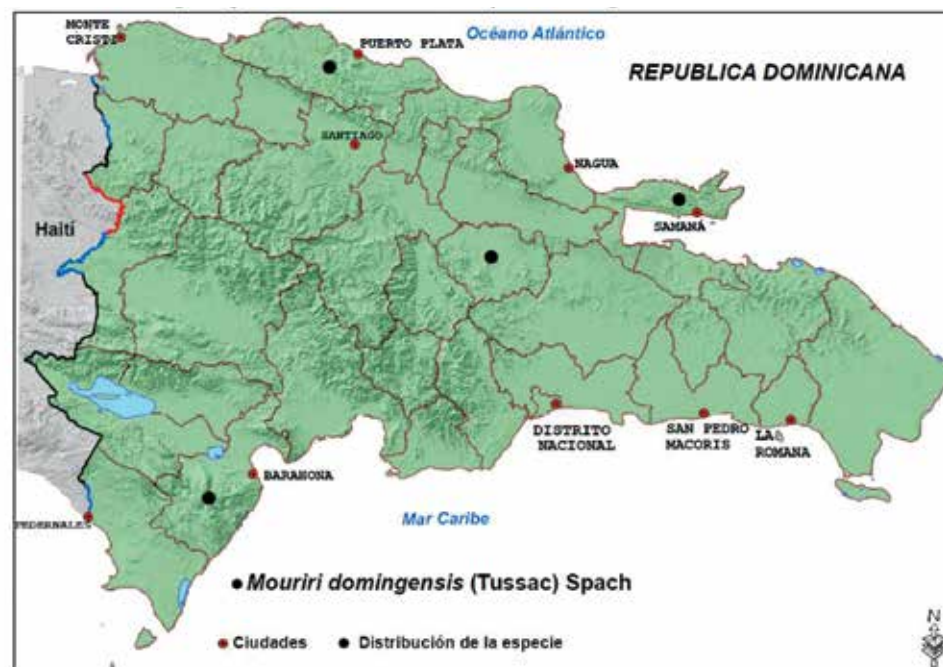 MONTE
CRISTI
PUERTO PLATA
Océano Atlántico
REPUBLICA DOMINICANA
SANTIAGO
NAGUA
Haití
SAMANÁ
DISTRITO
NACIONAL
SAN PEDRO
MACORIS
LA
ROMANA
BARAHONA
PEDERNALES
Mar Caribe
Mouriri domingensis (Tussac) Spach
Ciudades
Distribución de la especie
N